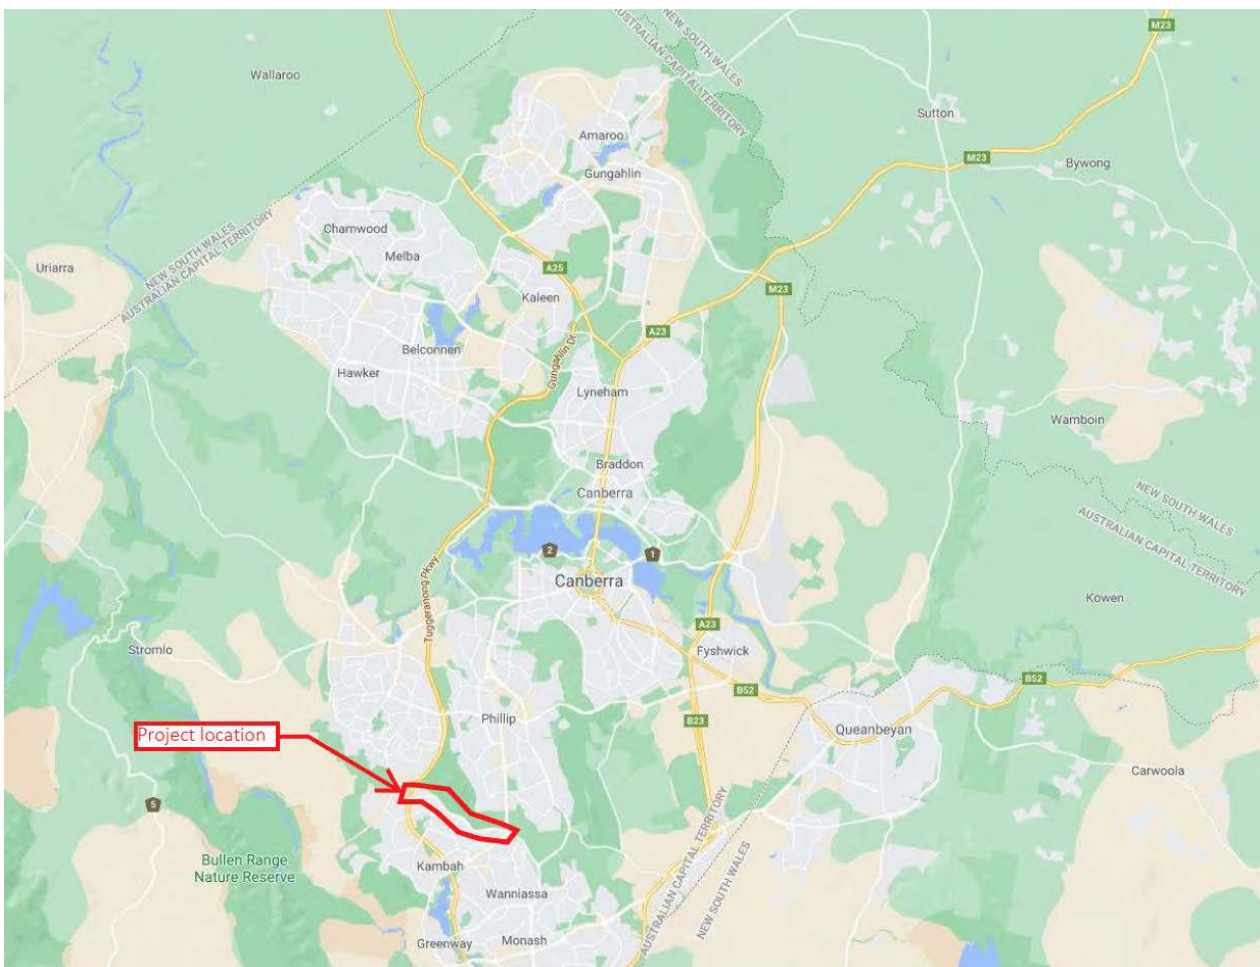 NEW SOUTH WALES
AUSTRALIAN CAPITAL TERRITORY
M23
Wallaroo
Sutton
Amaroo
M23
Bywong
Gungahlin
Charnwood
NEW SOUTH WALES
AUSTRALIAN CAPITAL TERRITORY
Melba
Uriarra
A25
M23
Kaleen
A23
Belconnen
Gungahlin Dr
Hawker
Lyneham
Wamboin
Braddon
Canberra
NEW SOUTH WALES
AUSTRALIAN CAPITAL TERRITORY
2
1
Canberra
Tuggeranong Pkwy
Kowen
A23
Stromlo
Fyshwick
B52
B52
Phillip
B23
Queanbeyan
Project location
Carwoola
5
AUSTRALIAN CAPITAL TERRITORY
NEW SOUTH WALES
Bullen Range
Nature Reserve
Kambah
Wanniassa
Greenway
Monash